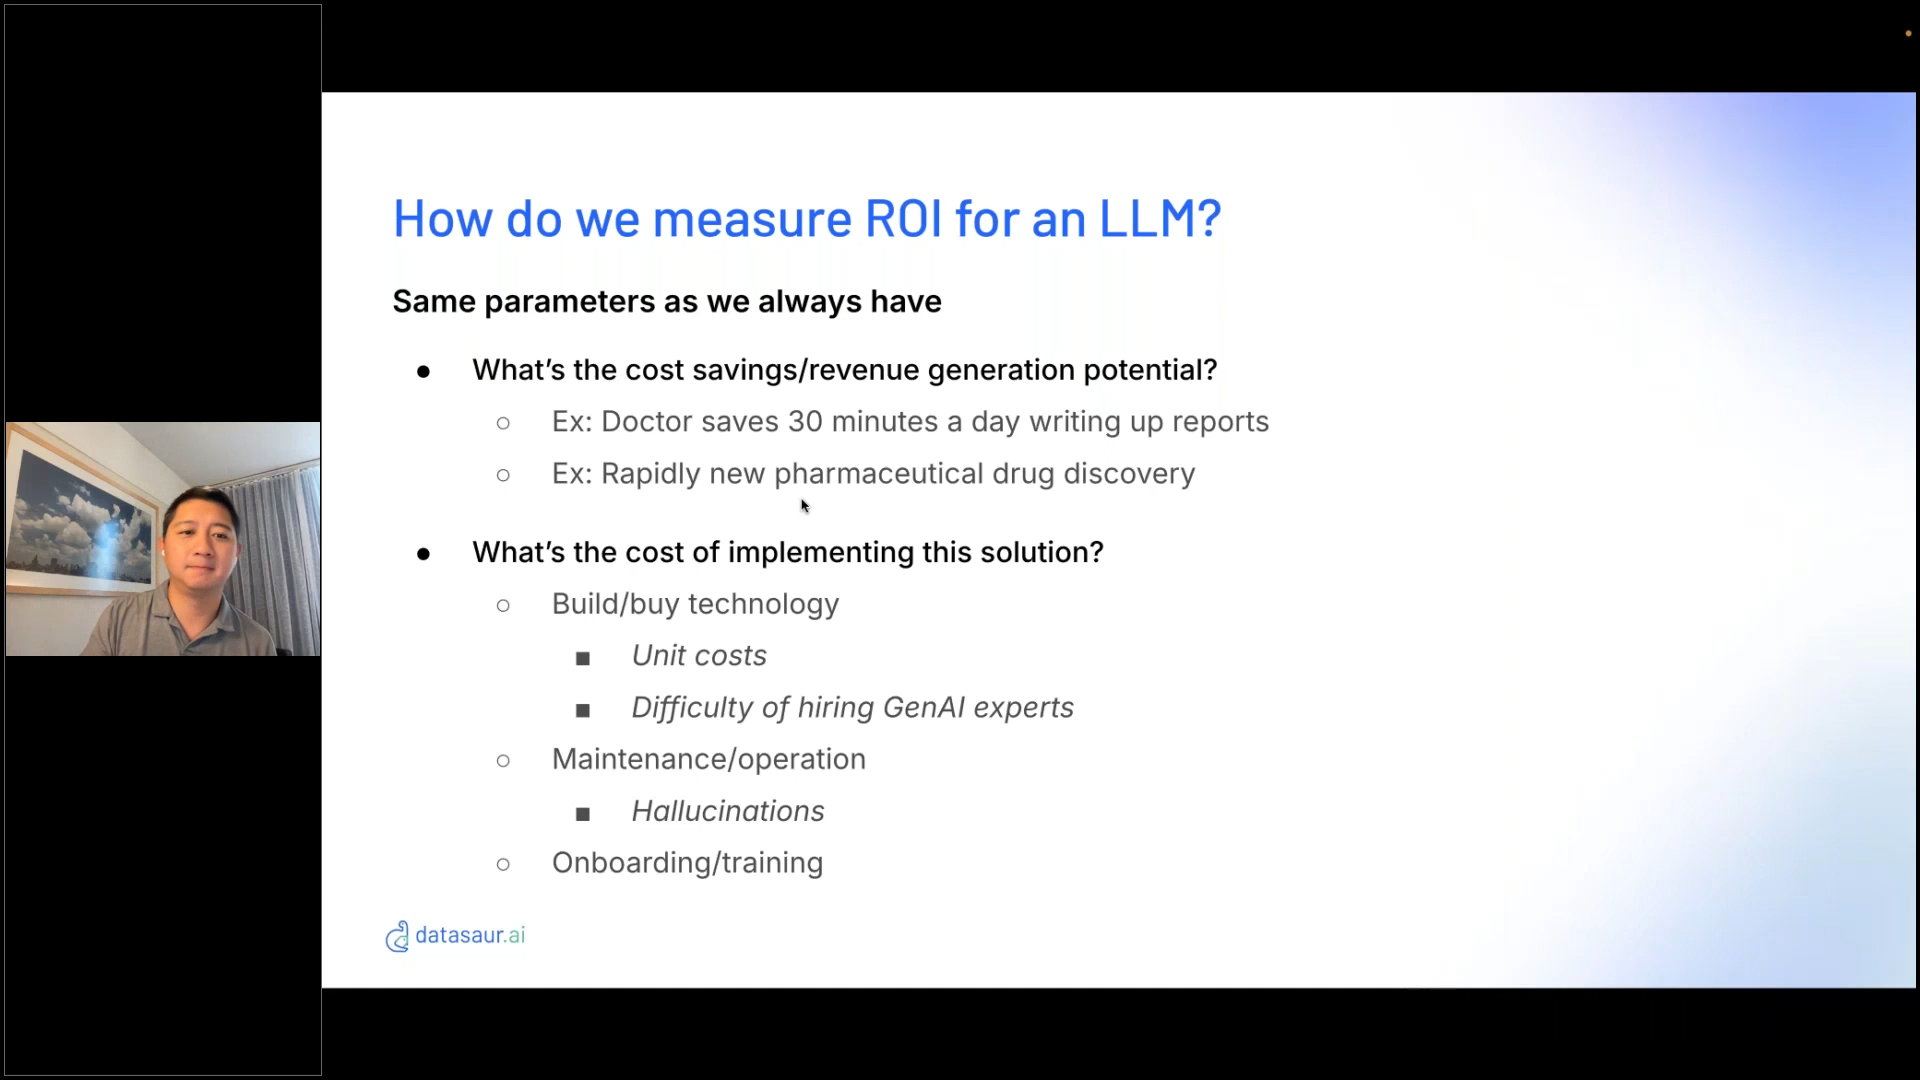 How do we measure ROI for an LLM?
Same parameters as we always have
● What’s the cost savings/revenue generation potential?
○ Ex: Doctor saves 30 minutes a day writing up reports
○ Ex: Rapidly new pharmaceutical drug discovery
● What’s the cost of implementing this solution?
○ Build/buy technology
■ Unit costs
■ Difficulty of hiring GenAI experts
○ Maintenance/operation
■ Hallucinations
○ Onboarding/training
datasaur.ai